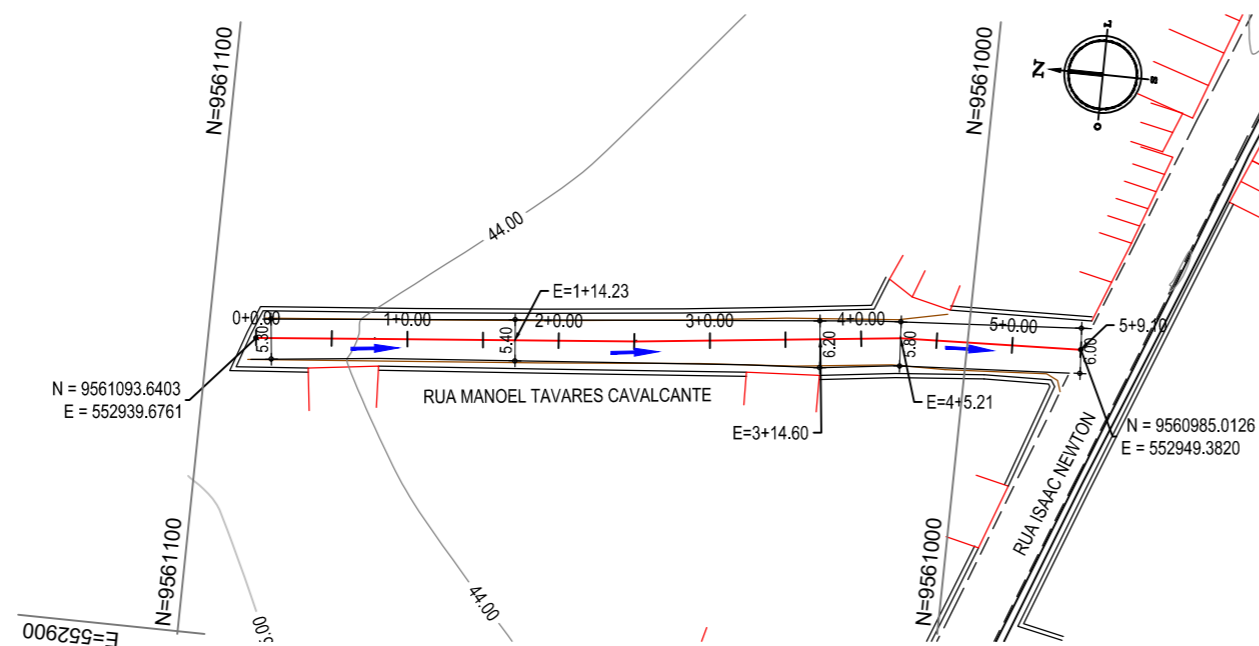 N=9561100
N=9561000
L
N
S
O
44.00
E=1+14.23
0+0.00
1+0.00
2+0.00
3+0.00
4+0.00
5+0.00
5+9.10
5.30
5.40
6.20
5.80
6.00
N = 9561093.6403
E = 552939.6761
RUA MANOEL TAVARES CAVALCANTE
E=3+14.60
E=4+5.21
N = 9560985.0126
E = 552949.3820
RUA ISAAC NEWTON
N=9561100
N=9561000
44.00
E=552900